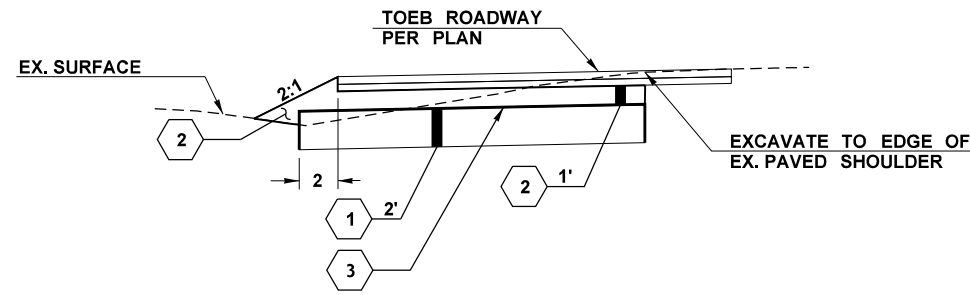 TOEB ROADWAY
PER PLAN
EX. SURFACE
2:1
2
EXCAVATE TO EDGE OF
EX. PAVED SHOULDER
2
2 1'
1 2'
3